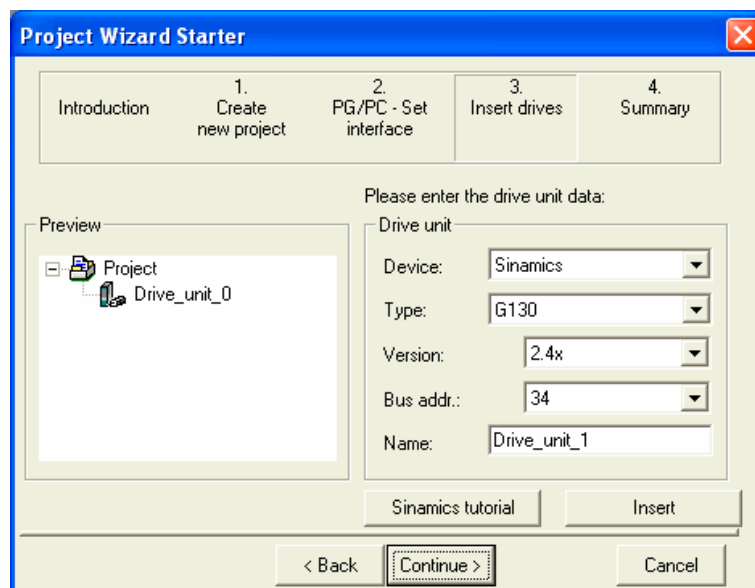 Project Wizard Starter
Introduction
1.
Create
new project
2.
PG/PC - Set
interface
3.
Insert drives
4.
Summary
Please enter the drive unit data:
Preview
Project
Drive_unit_0
Drive unit
Device: Sinamics
Type: G130
Version: 2.4x
Bus addr.: 34
Name: Drive_unit_1
Sinamics tutorial
Insert
< Back
Continue >
Cancel